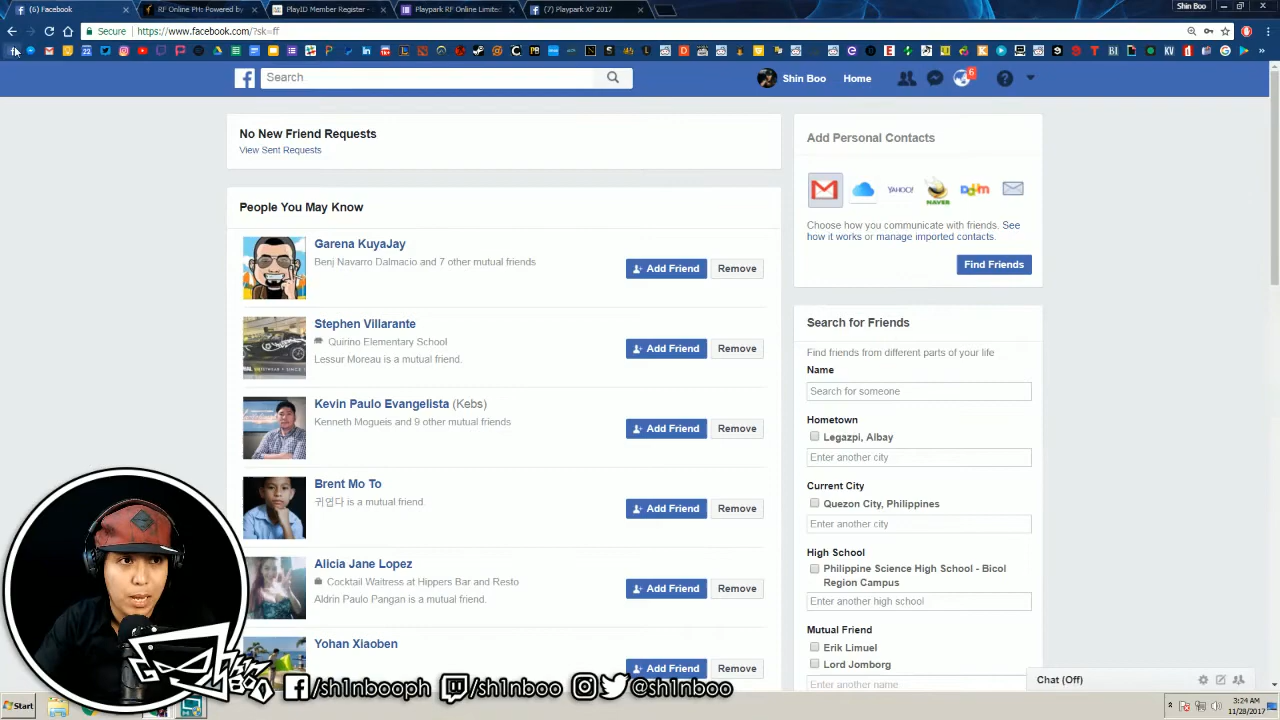 (6) Facebook
RF Online PHs Powered by
PlayID Member Register -
Playpark RF Online Limite
(7) Playpark XP 2017
Shin Boo
Secure
https://www.facebook.com/?sk=ff
Search
Shin Boo
Home
6
No New Friend Requests
View Sent Requests
People You May Know
Garena KuyaJay
Benj Navarro Dalmacio and 7 other mutual friends
Add Friend
Remove
Stephen Villarante
Quirino Elementary School
Lessur Moreau is a mutual friend.
Add Friend
Remove
Kevin Paulo Evangelista (Kebs)
Kenneth Mogueis and 9 other mutual friends
Add Friend
Remove
Brent Mo To
귀엽다 is a mutual friend.
Add Friend
Remove
Alicia Jane Lopez
Cocktail Waitress at Hippers Bar and Resto
Aldrin Paulo Pangan is a mutual friend.
Add Friend
Remove
Yohan Xiaoben
Add Friend
Remove
Add Personal Contacts
YAHOO!
NAVER
Daum
Choose how you communicate with friends. See
how it works or manage imported contacts.
Find Friends
Search for Friends
Find friends from different parts of your life
Name
Search for someone
Hometown
Legazpi, Albay
Enter another city
Current City
Quezon City, Philippines
Enter another city
High School
Philippine Science High School - Bicol
Region Campus
Enter another high school
Mutual Friend
Erik Limuel
Lord Jomborg
Enter another name
Chat (Off)
/sh1nbooph
/sh1nboo
@sh1nboo
Start
3:24 AM
11/28/2017